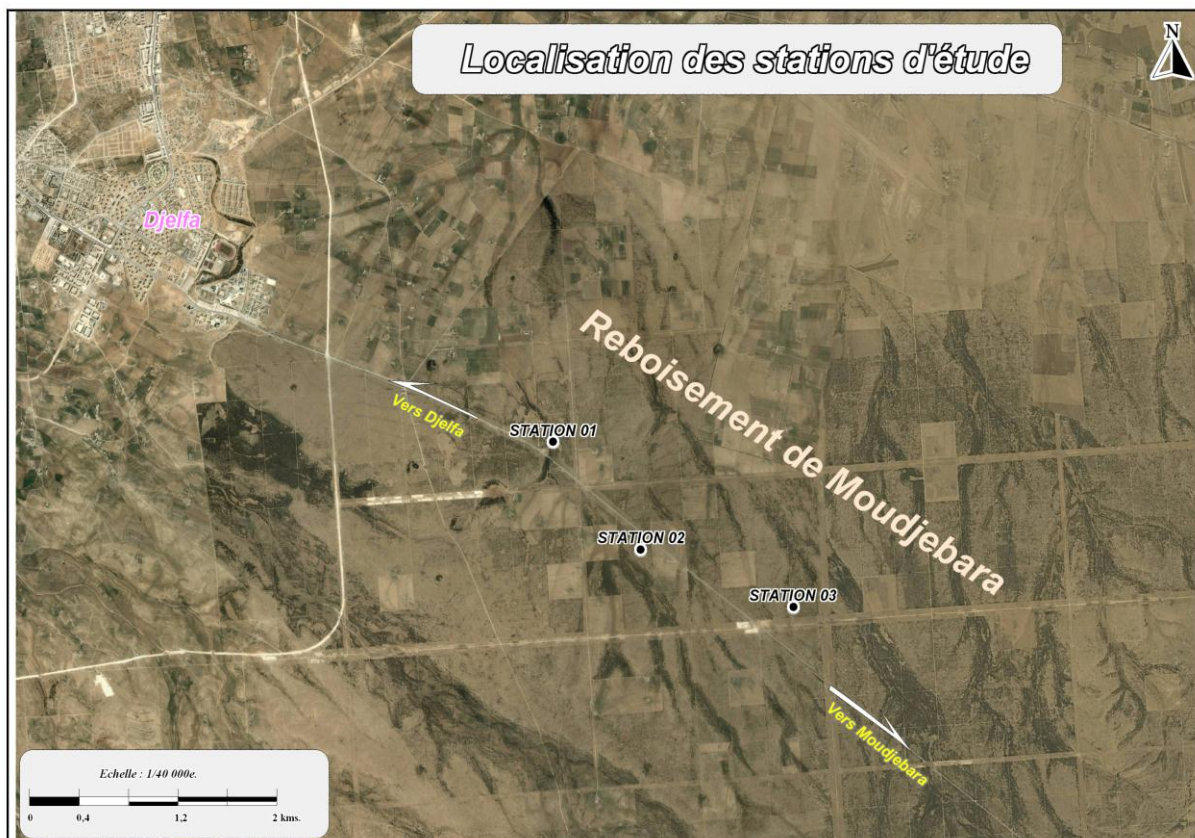 Localisation des stations d'étude
N
Djelfa
Reboisement de Moudjebara
Vers Djelfa
STATION 01
STATION 02
STATION 03
Vers Moudjebara
Echelle : 1/40 000e.
0 0,4 1,2 2 kms.